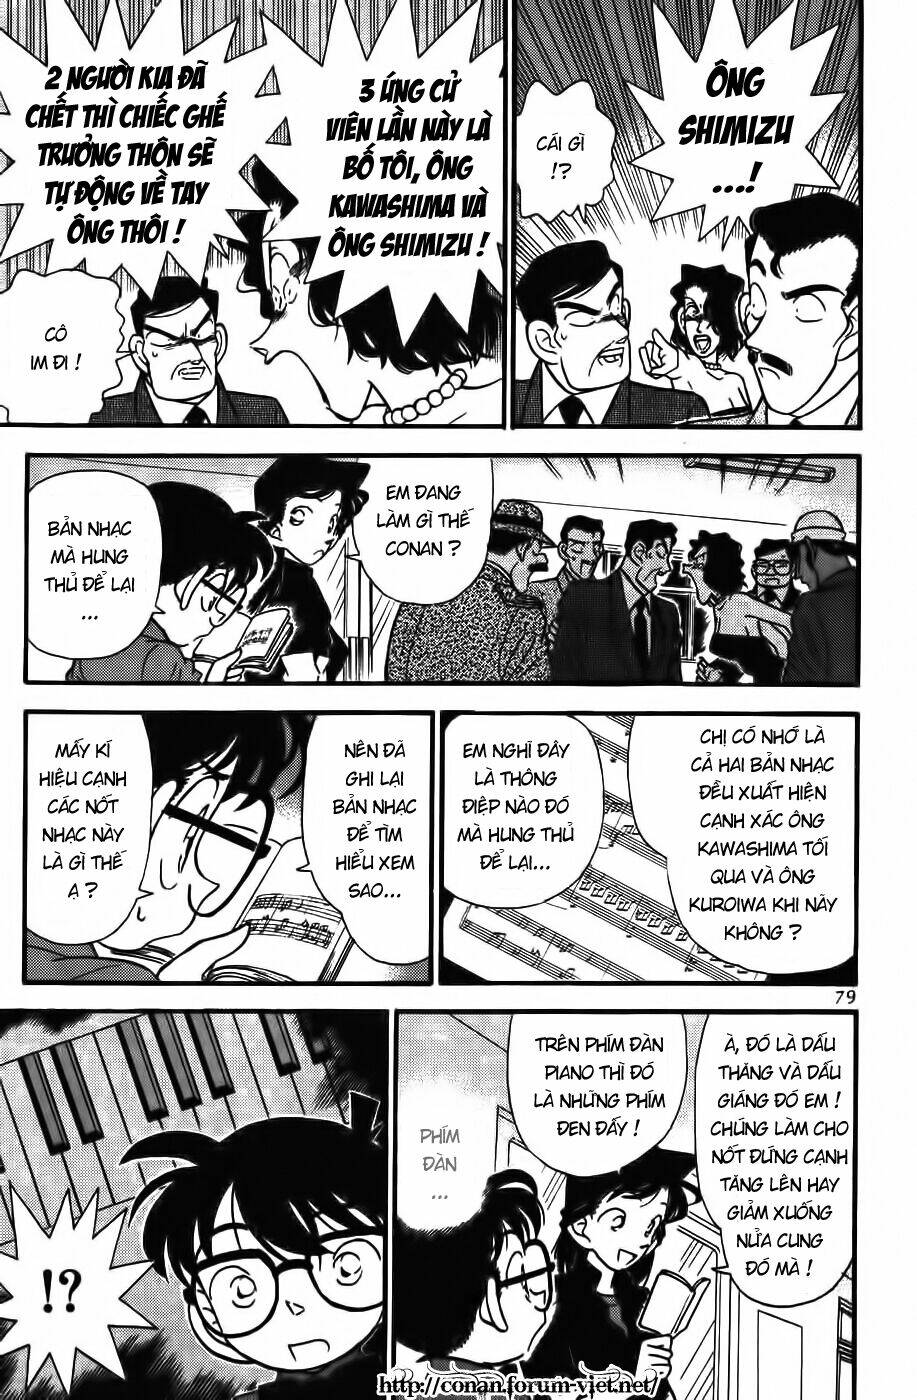 ÔNG
SHIMIZU
...!
CÁI GÌ
!?
3 ỨNG CỬ
VIÊN LẦN NÀY LÀ
BỐ TÔI, ÔNG
KAWASHIMA VÀ
ÔNG SHIMIZU !
2 NGƯỜI KIA ĐÃ
CHẾT THÌ CHIẾC GHẾ
TRƯỞNG THÔN SẼ
TỰ ĐỘNG VỀ TAY
ÔNG THÔI !
CÔ
IM ĐI !
EM ĐANG
LÀM GÌ THẾ
CONAN ?
BẢN NHẠC
MÀ HUNG
THỦ ĐỂ LẠI
...
CHỊ CÓ NHỚ LÀ
CẢ HAI BẢN NHẠC
ĐỀU XUẤT HIỆN
CẠNH XÁC ÔNG
KAWASHIMA TỐI
QUA VÀ ÔNG
KUROIWA KHI NÃY
KHÔNG ?
EM NGHĨ ĐÂY
LÀ THÔNG
ĐIỆP NÀO ĐÓ
MÀ HUNG THỦ
ĐỂ LẠI...
NÊN ĐÃ
GHI LẠI
BẢN NHẠC
ĐỂ TÌM
HIỂU XEM
SAO...
MẤY KÍ
HIỆU CẠNH
CÁC NỐT
NHẠC NÀY
LÀ GÌ THẾ
Ạ ?
79
À, ĐÓ LÀ DẤU
THĂNG VÀ DẤU
GIÁNG ĐÓ EM !
CHÚNG LÀM CHO
NỐT ĐỨNG CẠNH
TĂNG LÊN HAY
GIẢM XUỐNG
NỬA CUNG
ĐÓ MÀ !
TRÊN PHÍM ĐÀN
PIANO THÌ ĐÓ
LÀ NHỮNG PHÍM
ĐEN ĐẤY !
PHÍM
ĐÀN
...
!?
http://conan.forum-viet.net/